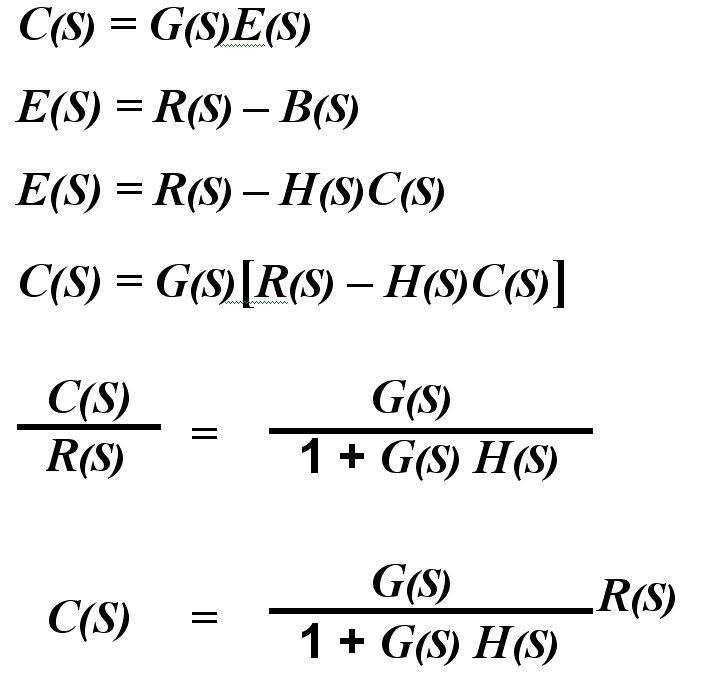 C(S) = G(S)E(S)
E(S) = R(S) – B(S)
E(S) = R(S) – H(S)C(S)
C(S) = G(S)[R(S) – H(S)C(S)]
C(S) / R(S) = G(S) / 1 + G(S) H(S)
C(S) = G(S) / 1 + G(S) H(S) R(S)